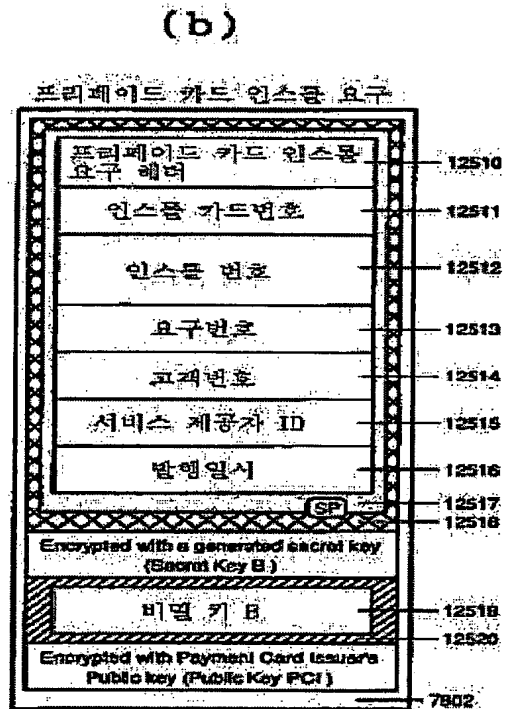 (b)
프리페이드 카드 인스톨 요구
프리페이드 카드 인스톨
요구 헤더
12510
인스톨 카드번호
12511
인스톨 번호
12512
요구번호
12513
고객번호
12514
서비스 제공자 ID
12515
발행일시
12516
SP
12517
12518
Encrypted with a generated secret key
(Secret Key B)
비밀 키 B
12519
12520
Encrypted with Payment Card Issuer's
Public key (Public Key PCI)
7802